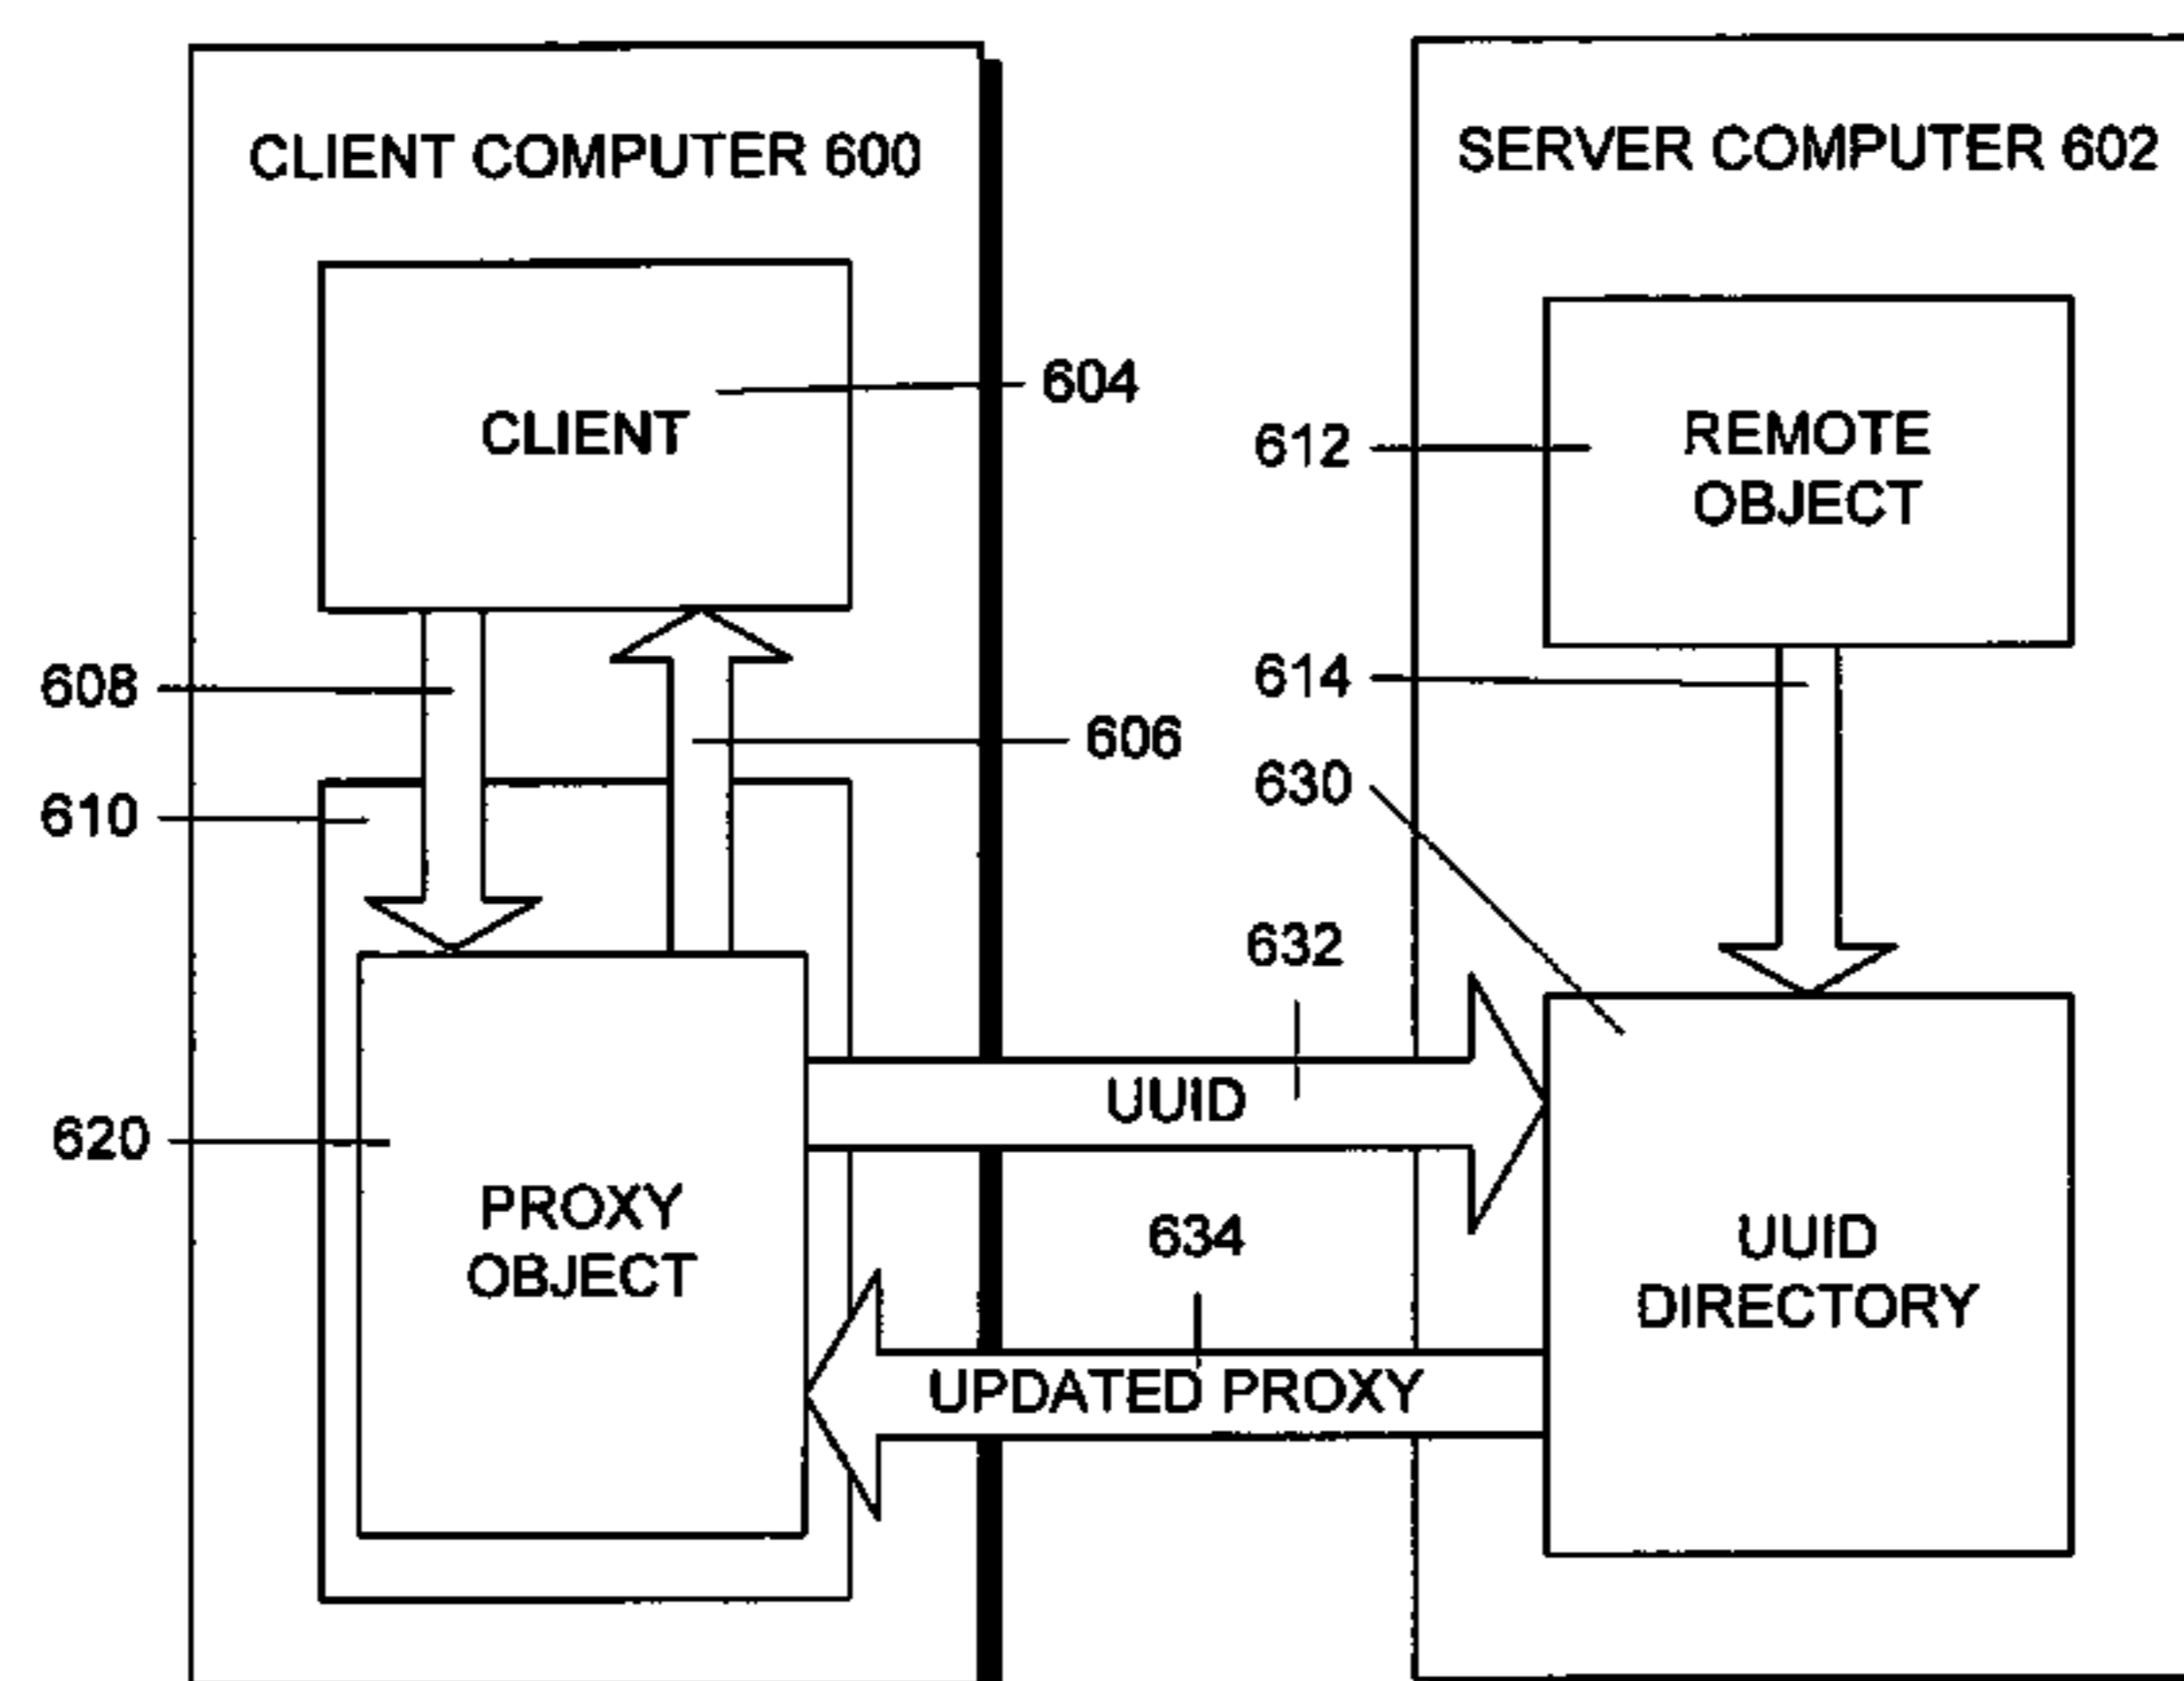 CLIENT COMPUTER 600
SERVER COMPUTER 602
CLIENT
604
612
REMOTE
OBJECT
608
606
614
610
630
632
UUID
620
PROXY
OBJECT
634
UUID
DIRECTORY
UPDATED PROXY